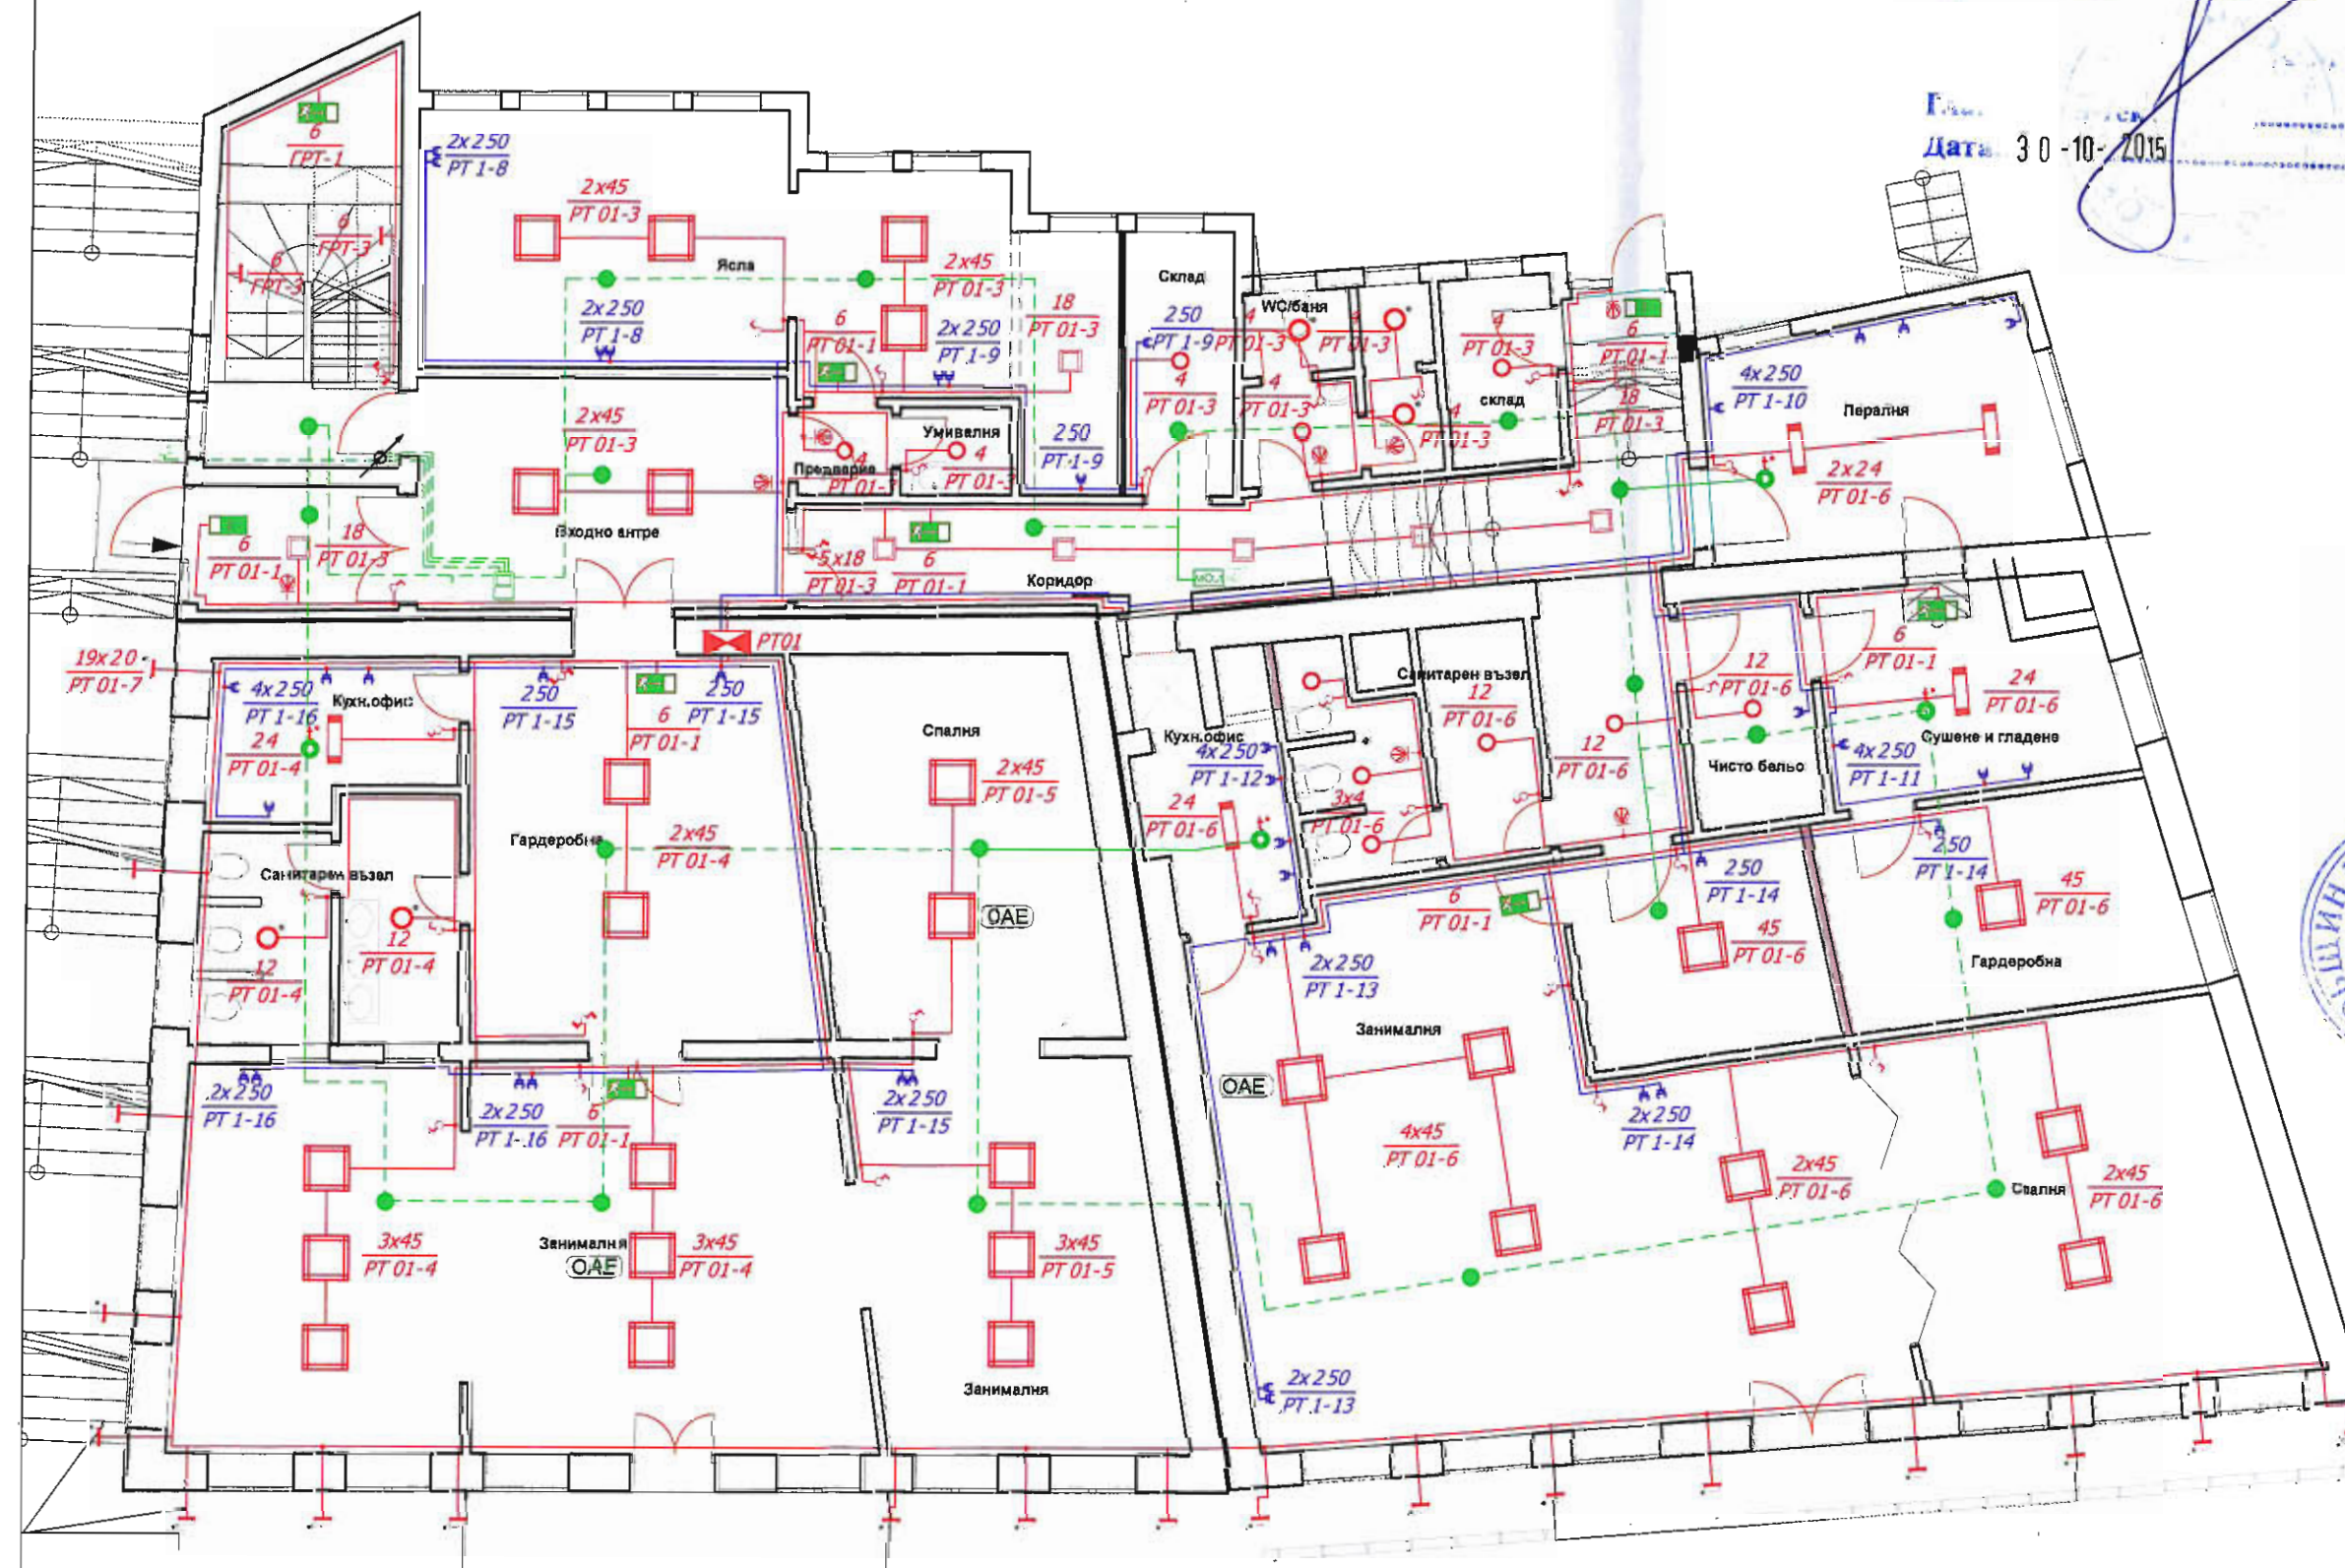 Дата 30-10-2015
6
ГРТ-1
6
ГРТ-3
6
ГРТ-3
2x250
РТ 1-8
2x45
РТ 01-3
Ясла
2x250
РТ 1-8
2x45
РТ 01-3
2x250
РТ 1-9
6
РТ 01-1
18
РТ 01-3
Склад
250
РТ 1-9
4
РТ 01-3
WC/баня
4
РТ 01-3
РТ 01-3
4
РТ 01-3
4
РТ 01-3
4
РТ 01-3
склад
6
РТ 01-1
18
РТ 01-3
4x250
РТ 1-10
Пералня
2x24
РТ 01-6
2x45
РТ 01-3
Входно антре
Умивалня
4
РТ 01-3
4
250
РТ 1-9
6
РТ 01-1
18
РТ 01-3
5x18
РТ 01-3
6
РТ 01-1
Коридор
РТ01
19x20
РТ 01-7
4x250
РТ 1-16
Кухн.офис
24
РТ 01-4
250
РТ 1-15
6
РТ 01-1
250
РТ 1-15
Гардеробна
2x45
РТ 01-4
Санитарен възел
12
РТ 01-4
12
РТ 01-4
Спалня
2x45
РТ 01-5
ОАЕ
Кухн.офис
4x250
РТ 1-12
24
РТ 01-6
Санитарен възел
12
РТ 01-6
12
РТ 01-6
3x4
РТ 01-6
12
РТ 01-6
Чисто бельо
6
РТ 01-1
24
РТ 01-6
Сушене и гладене
4x250
РТ 1-11
250
РТ 1-14
250
РТ 1-14
45
РТ 01-6
45
РТ 01-6
Гардеробна
6
РТ 01-1
2x250
РТ 1-13
Занималня
ОАЕ
4x45
РТ 01-6
2x250
РТ 1-14
2x45
РТ 01-6
Спалня
2x45
РТ 01-6
2x250
РТ 1-13
2x250
РТ 1-16
2x250
РТ 1-16
6
РТ 01-1
2x250
РТ 1-15
3x45
РТ 01-4
Занималня
ОАЕ
3x45
РТ 01-4
3x45
РТ 01-5
Занималня